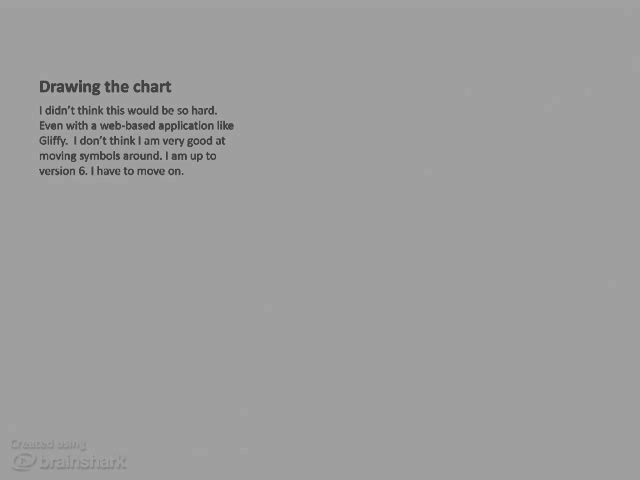 Drawing the chart
I didn't think this would be so hard.
Even with a web-based application like
Gliffy.  I don't think I am very good at
moving symbols around. I am up to
version 6. I have to move on.
Created using
brainshark